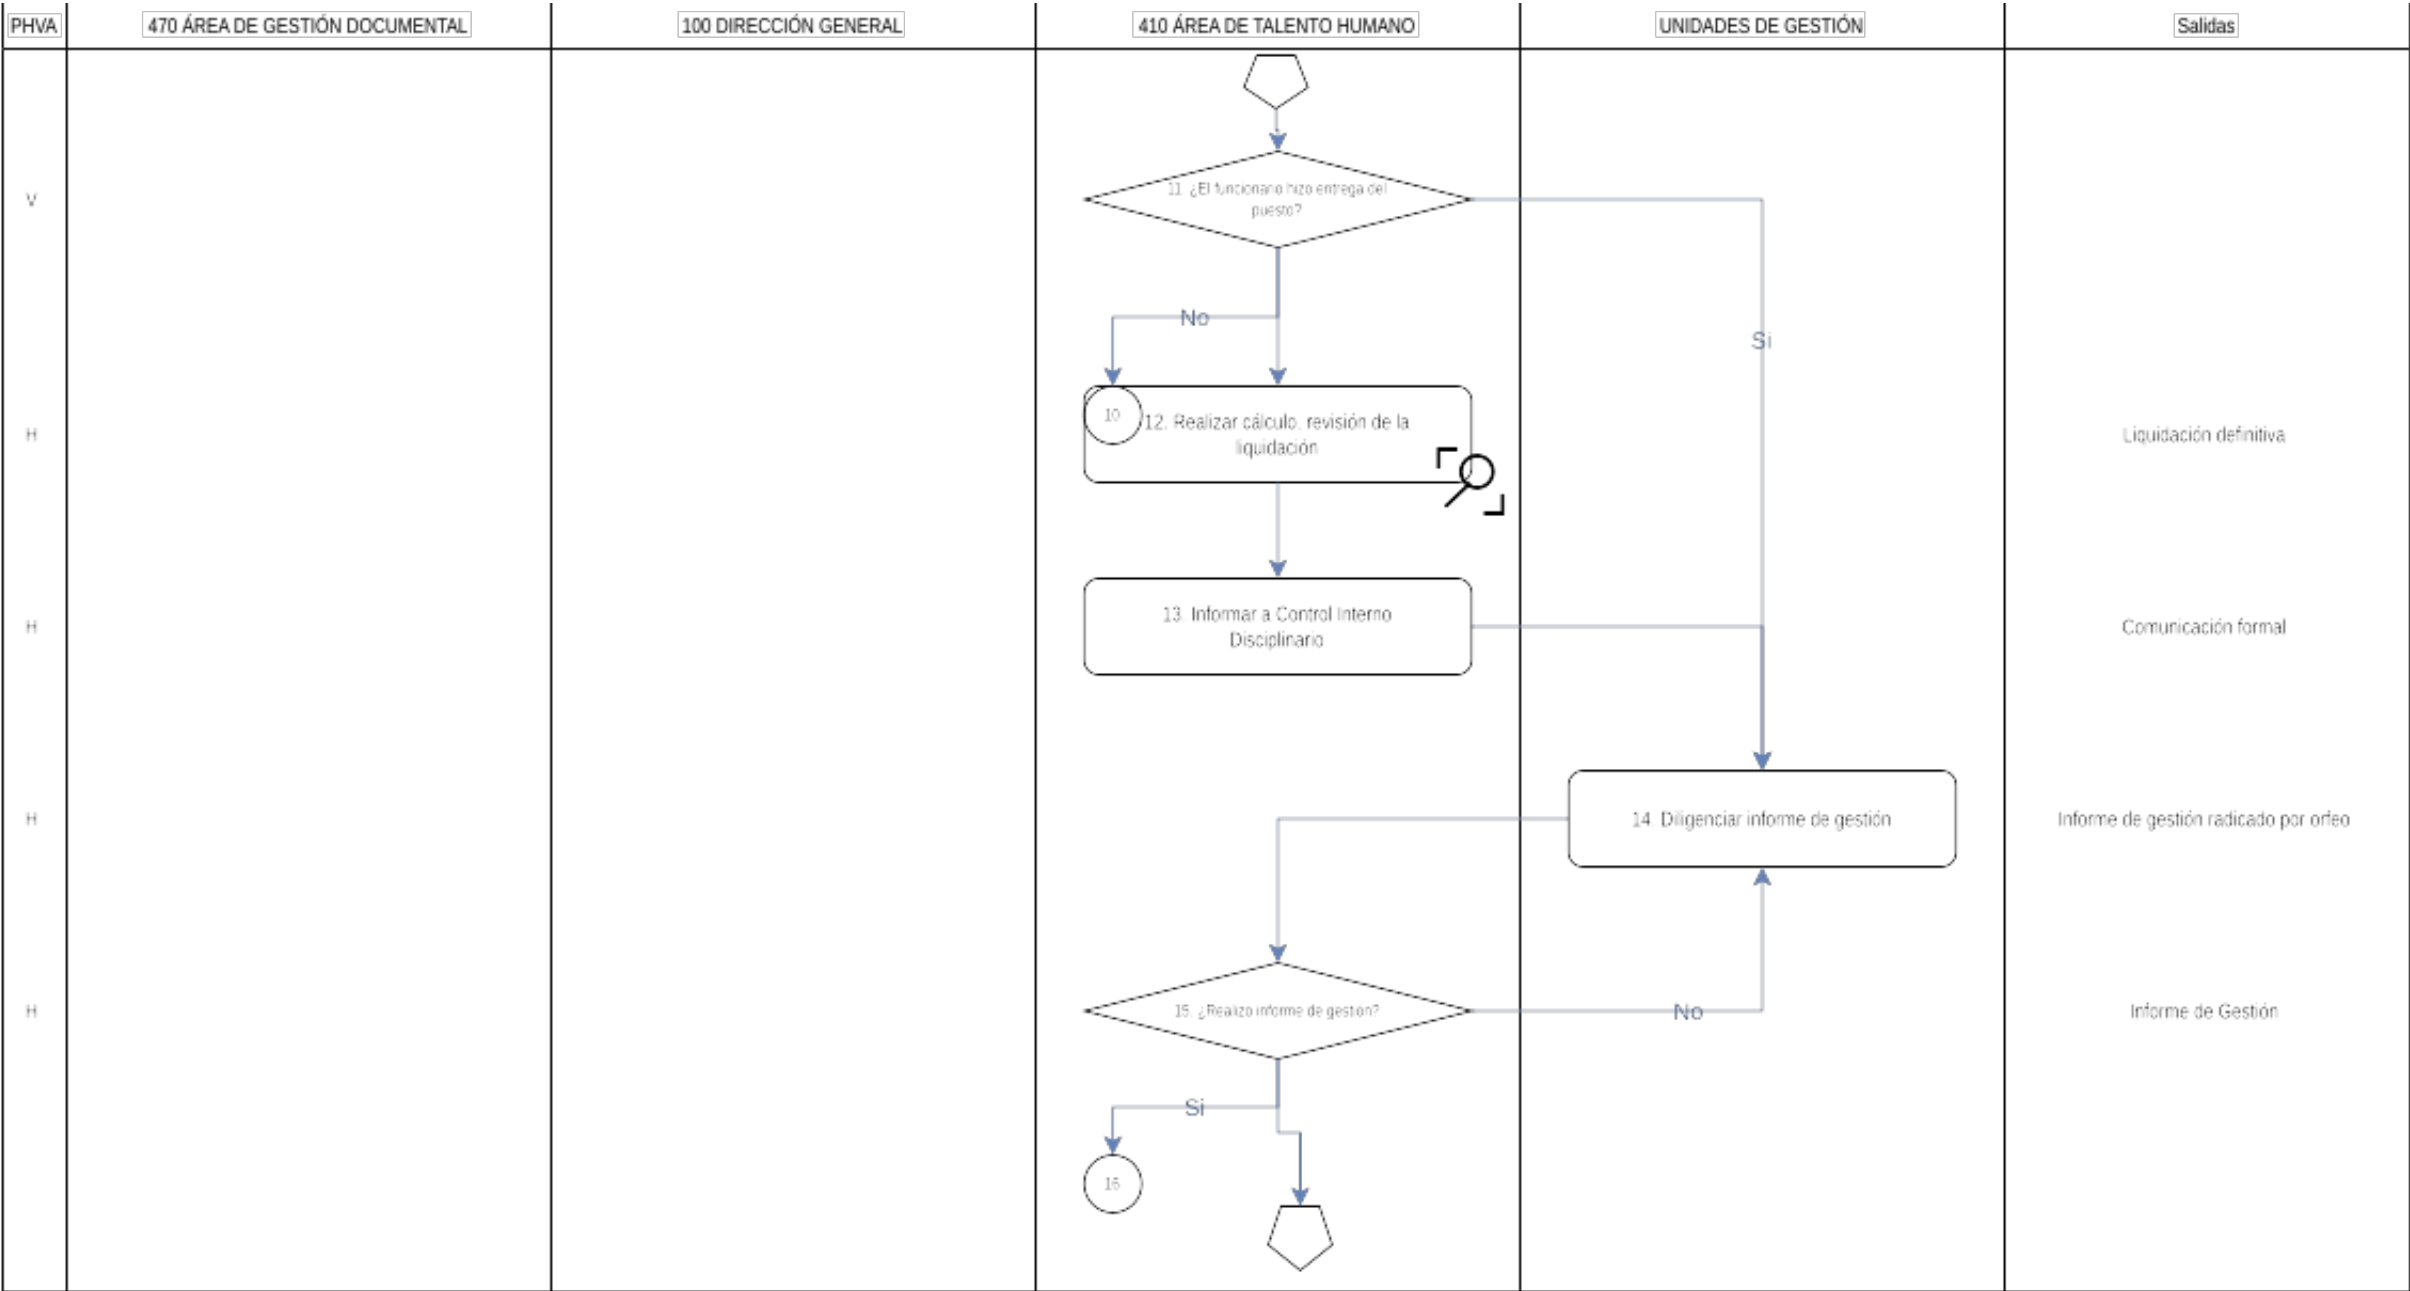 PHVA
470 ÁREA DE GESTIÓN DOCUMENTAL
100 DIRECCIÓN GENERAL
410 ÁREA DE TALENTO HUMANO
UNIDADES DE GESTIÓN
Salidas
V
11. ¿El funcionario hizo entrega del
puesto?
No
Si
H
10
12. Realizar cálculo, revisión de la
liquidación
Liquidación definitiva
H
13. Informar a Control Interno
Disciplinario
Comunicación formal
H
14. Diligenciar informe de gestión
Informe de gestión radicado por orfeo
H
15. ¿Realizo informe de gestion?
No
Informe de Gestión
Si
16